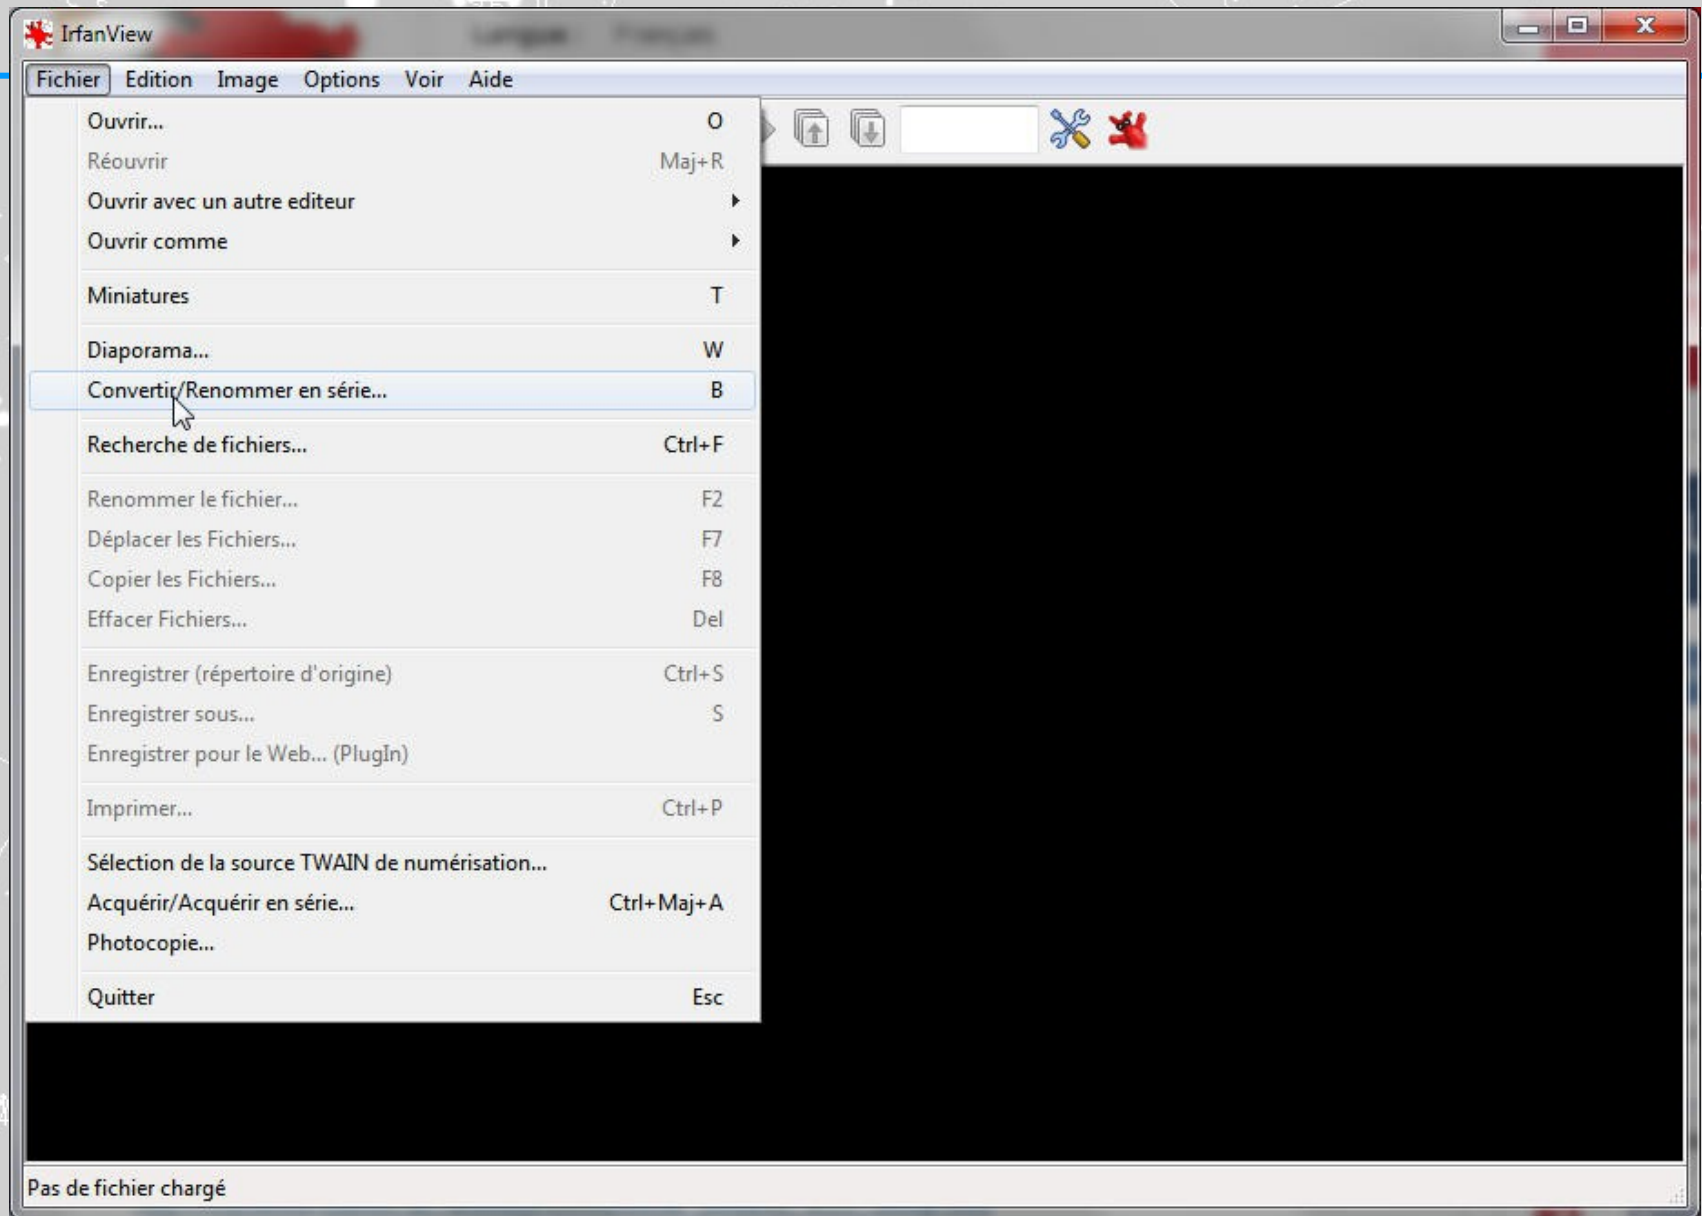 IrfanView
Fichier Edition Image Options Voir Aide
Ouvrir... O
Réouvrir Maj+R
Ouvrir avec un autre editeur
Ouvrir comme
Miniatures T
Diaporama... W
Convertir/Renommer en série... B
Recherche de fichiers... Ctrl+F
Renommer le fichier... F2
Déplacer les Fichiers... F7
Copier les Fichiers... F8
Effacer Fichiers... Del
Enregistrer (répertoire d'origine) Ctrl+S
Enregistrer sous... S
Enregistrer pour le Web... (PlugIn)
Imprimer... Ctrl+P
Sélection de la source TWAIN de numérisation...
Acquérir/Acquérir en série... Ctrl+Maj+A
Photocopie...
Quitter Esc
Pas de fichier chargé